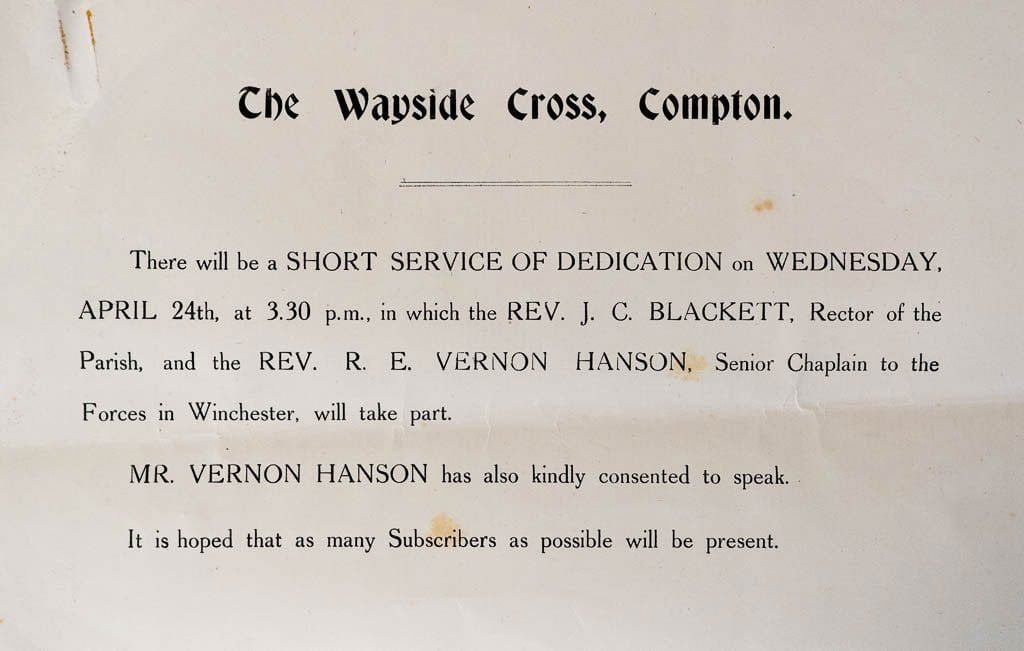 The Wayside Cross, Compton.
There will be a SHORT SERVICE OF DEDICATION on WEDNESDAY,
APRIL 24th, at 3.30 p.m., in which the REV. J. C. BLACKETT, Rector of the
Parish, and the REV. R. E. VERNON HANSON, Senior Chaplain to the
Forces in Winchester, will take part.
MR. VERNON HANSON has also kindly consented to speak.
It is hoped that as many Subscribers as possible will be present.